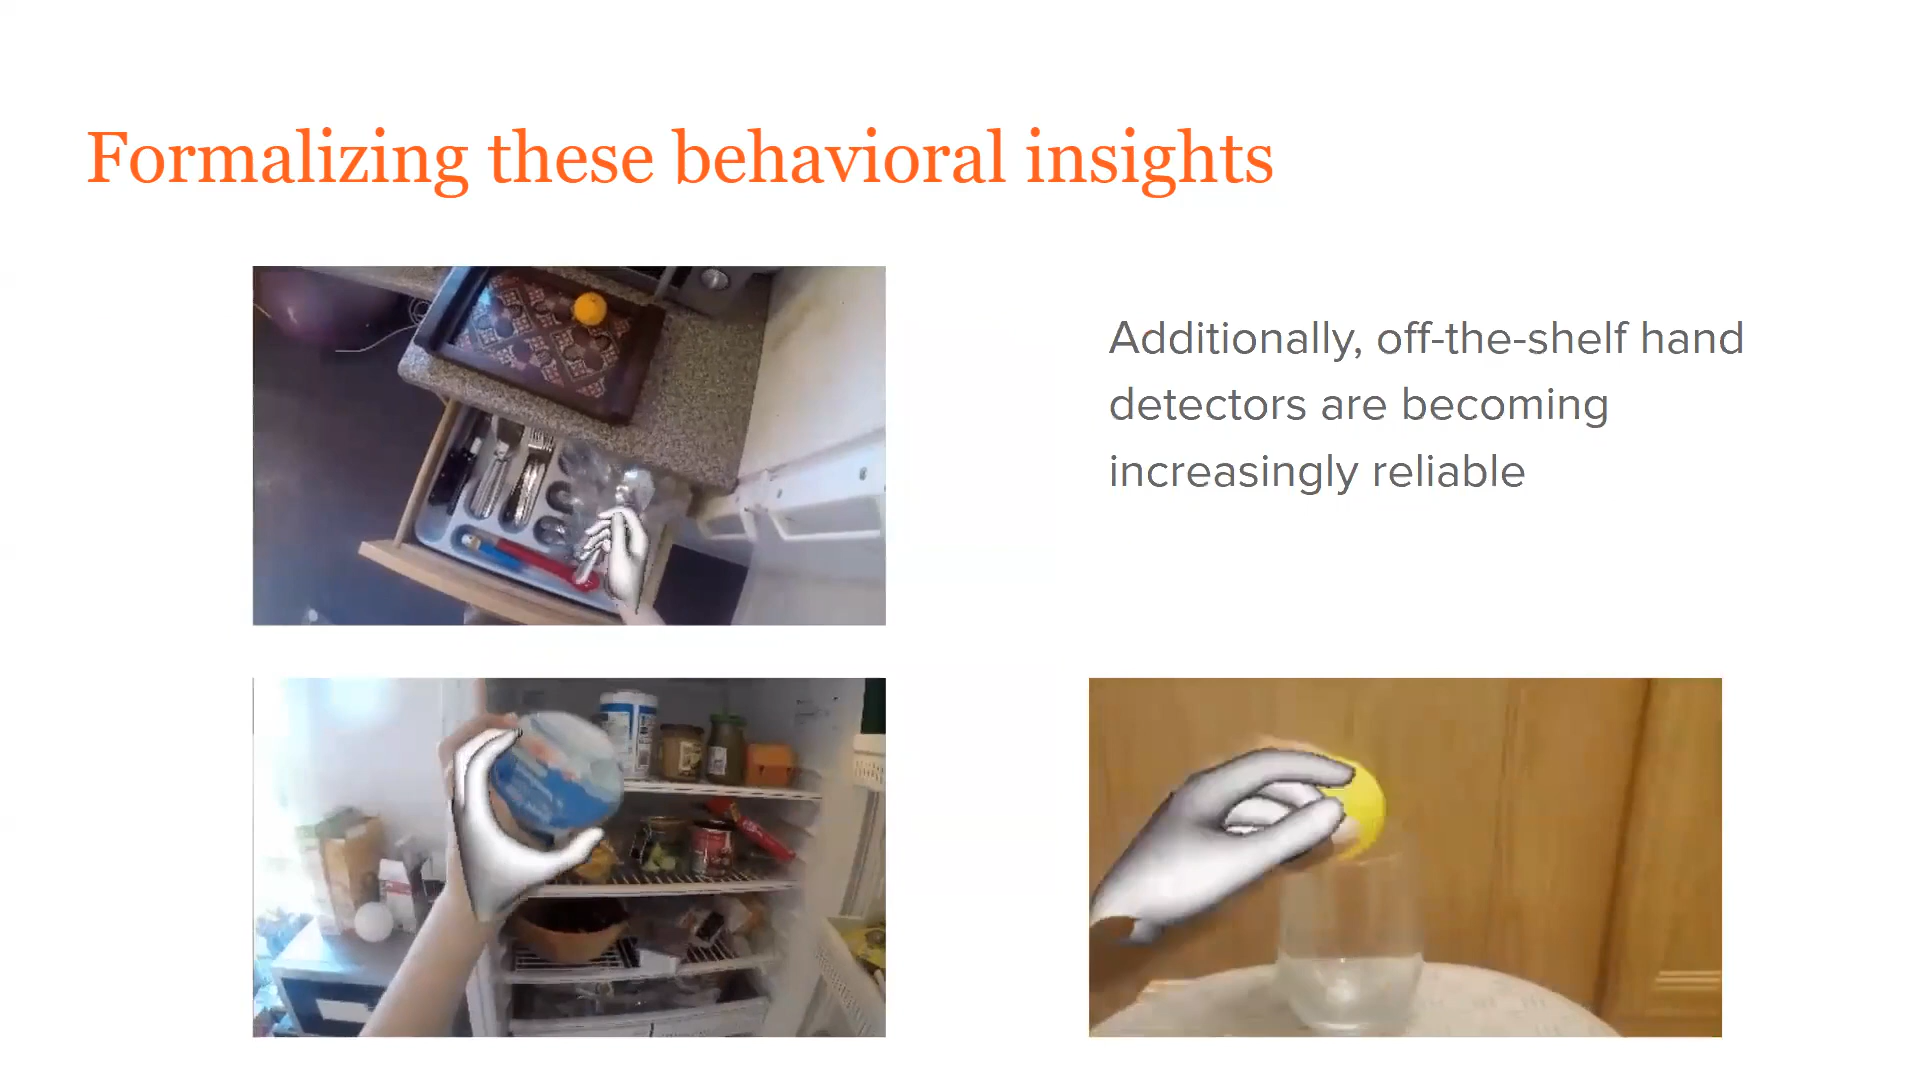 Formalizing these behavioral insights
Additionally, off-the-shelf hand
detectors are becoming
increasingly reliable